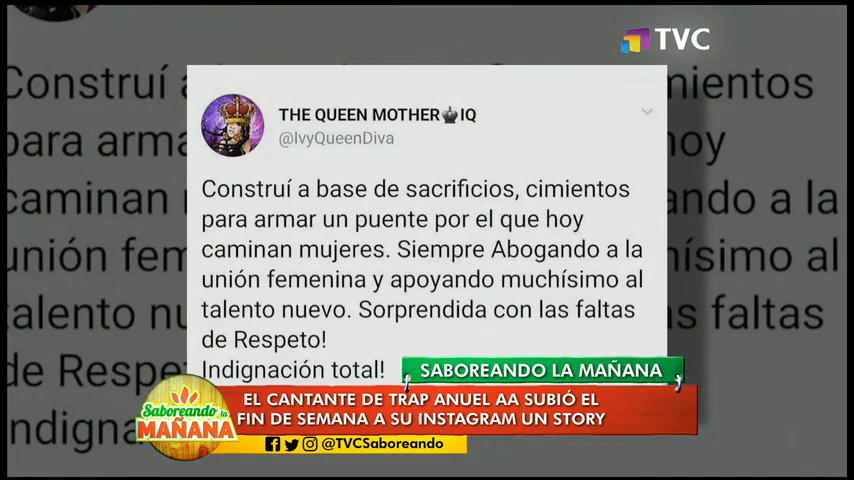 TVC
THE QUEEN MOTHER IQ
@IvyQueenDiva
Construí a base de sacrificios, cimientos
para armar un puente por el que hoy
caminan mujeres. Siempre Abogando a la
unión femenina y apoyando muchísimo al
talento nuevo. Sorprendida con las faltas
de Respeto!
Indignación total!
SABOREANDO LA MAÑANA
EL CANTANTE DE TRAP ANUEL AA SUBIÓ EL
FIN DE SEMANA A SU INSTAGRAM UN STORY
Saboreando la
MAÑANA
@TVCSaboreando